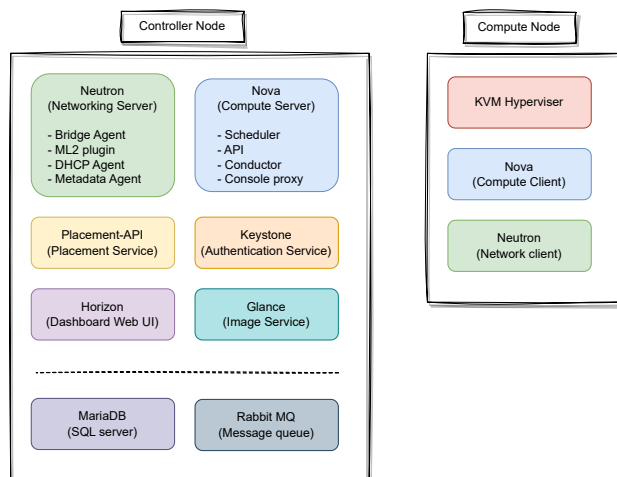 Controller Node
Neutron
(Networking Server)
- Bridge Agent
- ML2 plugin
- DHCP Agent
- Metadata Agent
Nova
(Compute Server)
- Scheduler
- API
- Conductor
- Console proxy
Placement-API
(Placement Service)
Keystone
(Authentication Service)
Horizon
(Dashboard Web UI)
Glance
(Image Service)
MariaDB
(SQL server)
Rabbit MQ
(Message queue)
Compute Node
KVM Hyperviser
Nova
(Compute Client)
Neutron
(Network client)